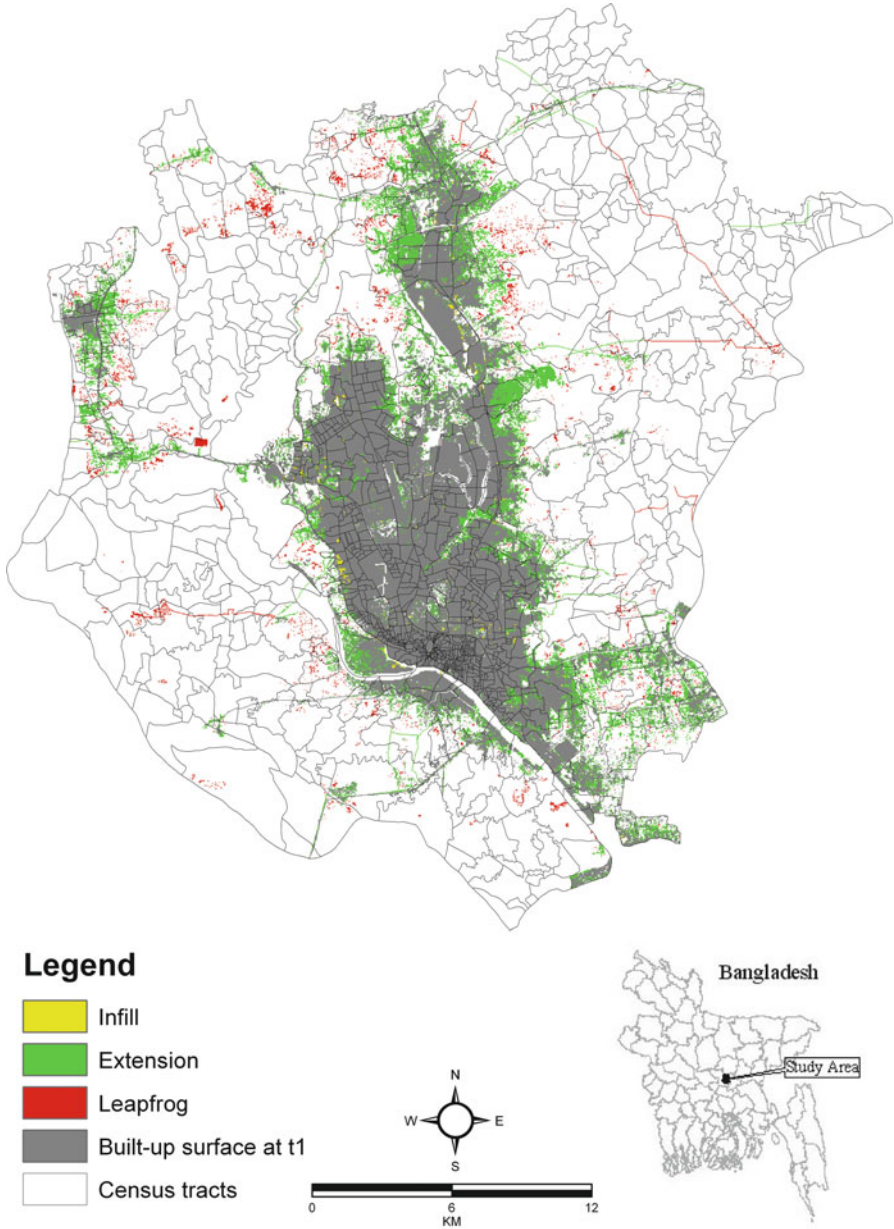 Legend
Infill
Extension
Leapfrog
Built-up surface at t1
Census tracts
N
W E
S
0 6 12
KM
Bangladesh
Study Area